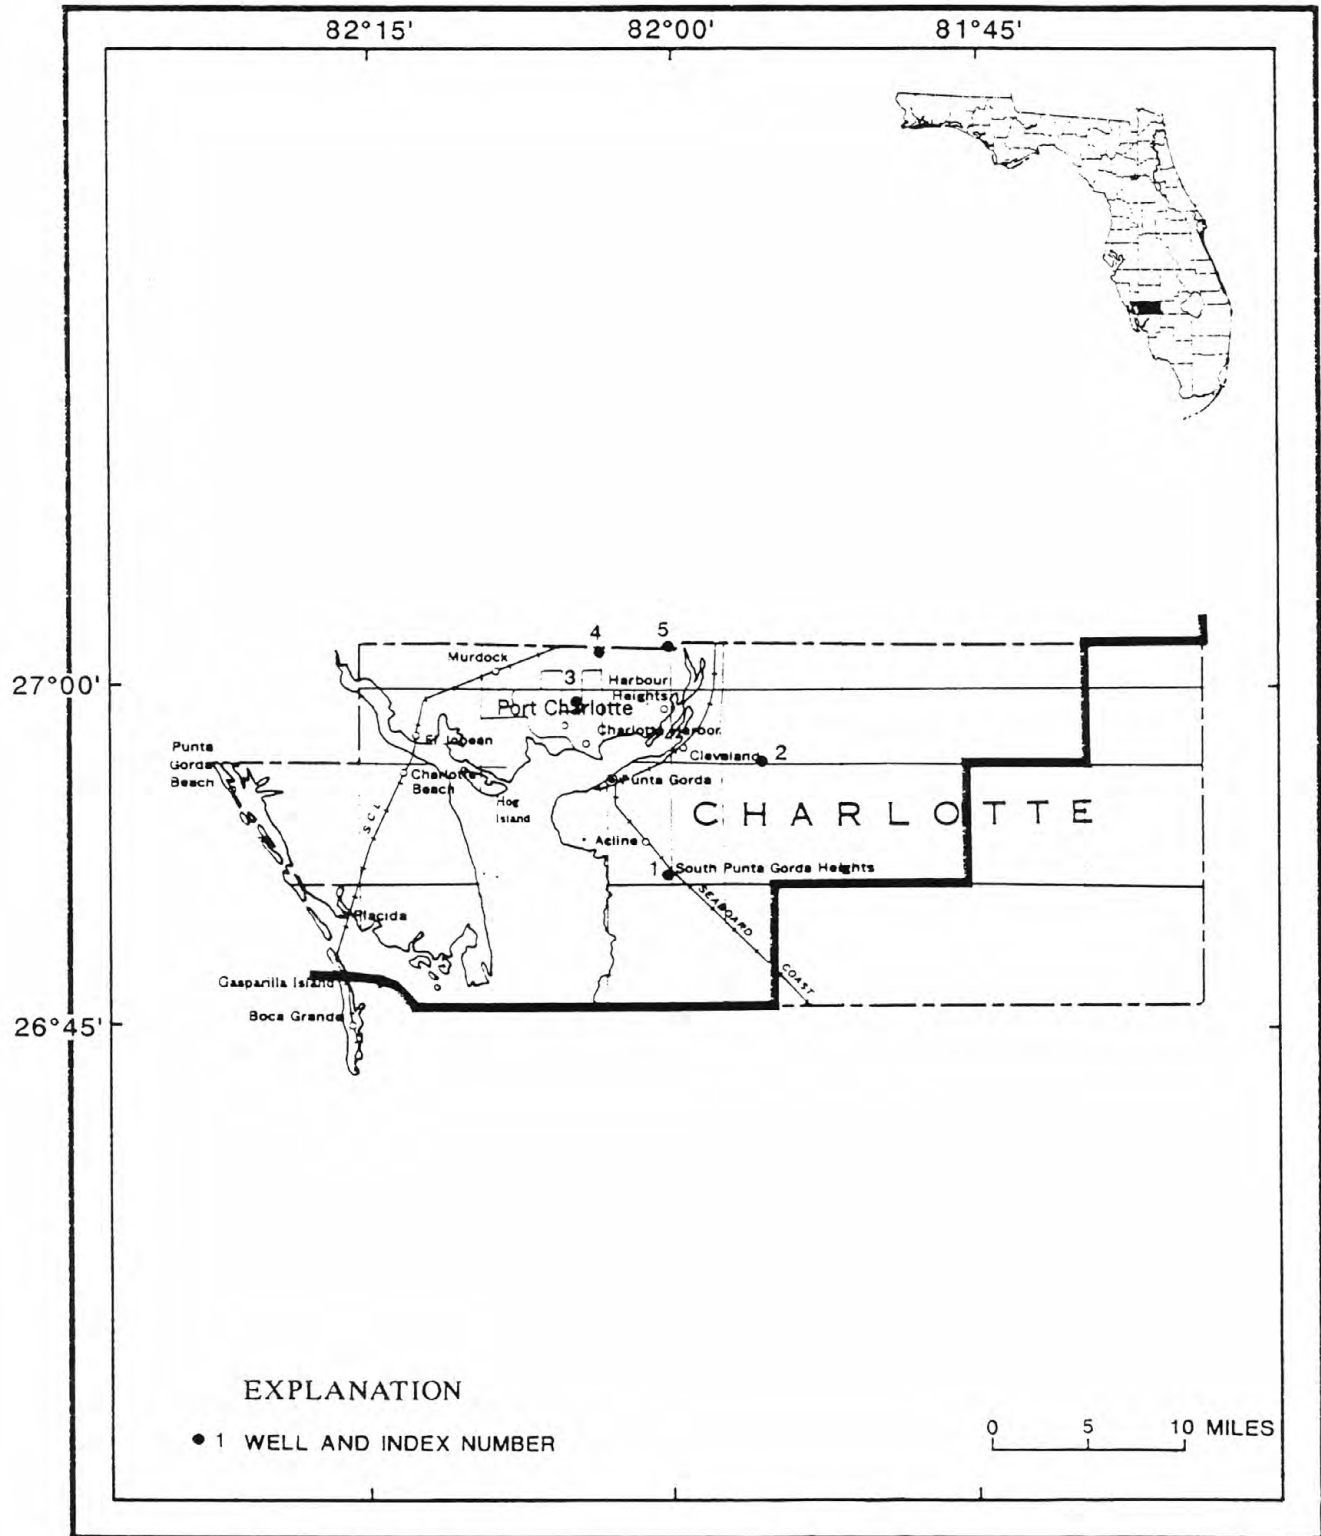 82°15'
82°00'
81°45'
4
5
Murdock
27°00'
3
Harbour
Heights
Port Charlotte
Charlotte Harbor
El Jobean
Punta
Gorda
Beach
Cleveland
2
Charlotte
Beach
Punta Gorda
Hog
Island
CHARLOTTE
S C L
Acline
1
South Punta Gorda Heights
SEABOARD
COAST
Placida
Gasparilla Island
Boca Grande
26°45'
EXPLANATION
1 WELL AND INDEX NUMBER
0 5 10 MILES